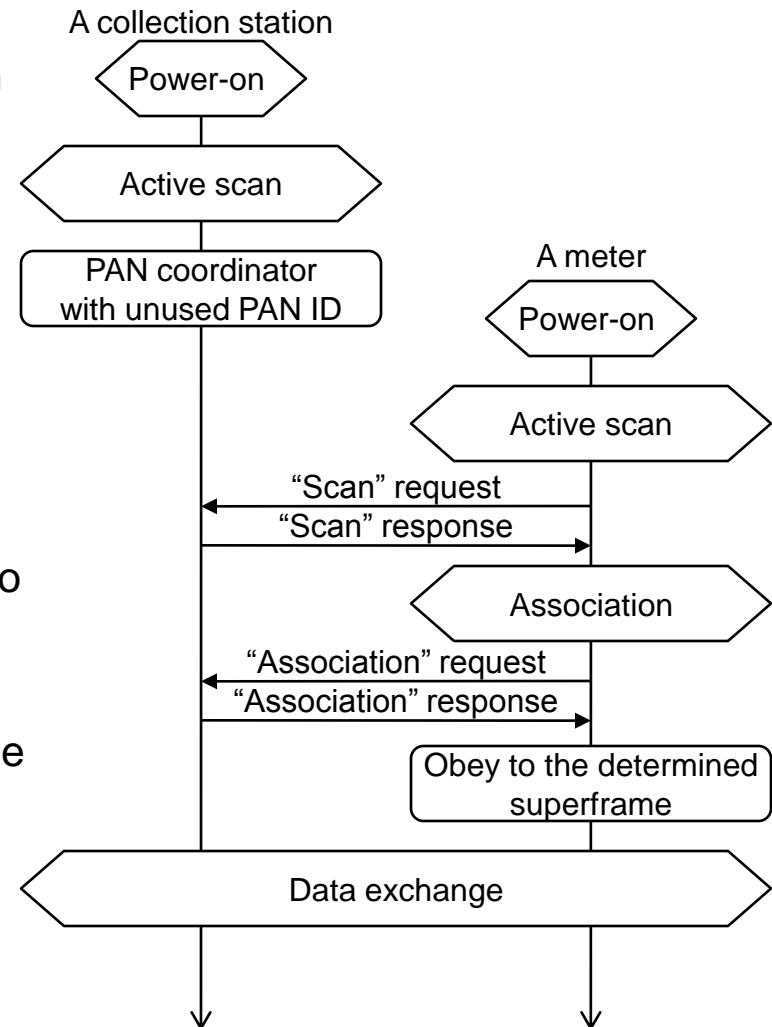 A collection station
Power-on
Active scan
PAN coordinator
with unused PAN ID
A meter
Power-on
Active scan
“Scan” request
“Scan” response
o
Association
“Association” request
“Association” response
e
Obey to the determined
superframe
Data exchange